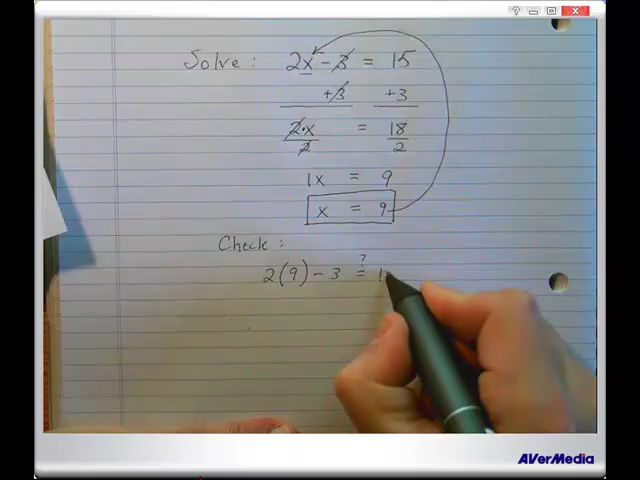 Solve : 2x - 3 = 15
+3 +3
2·x = 18
2 2
1x = 9
x = 9
Check :
?
2(9) - 3 = 1
AVerMedia